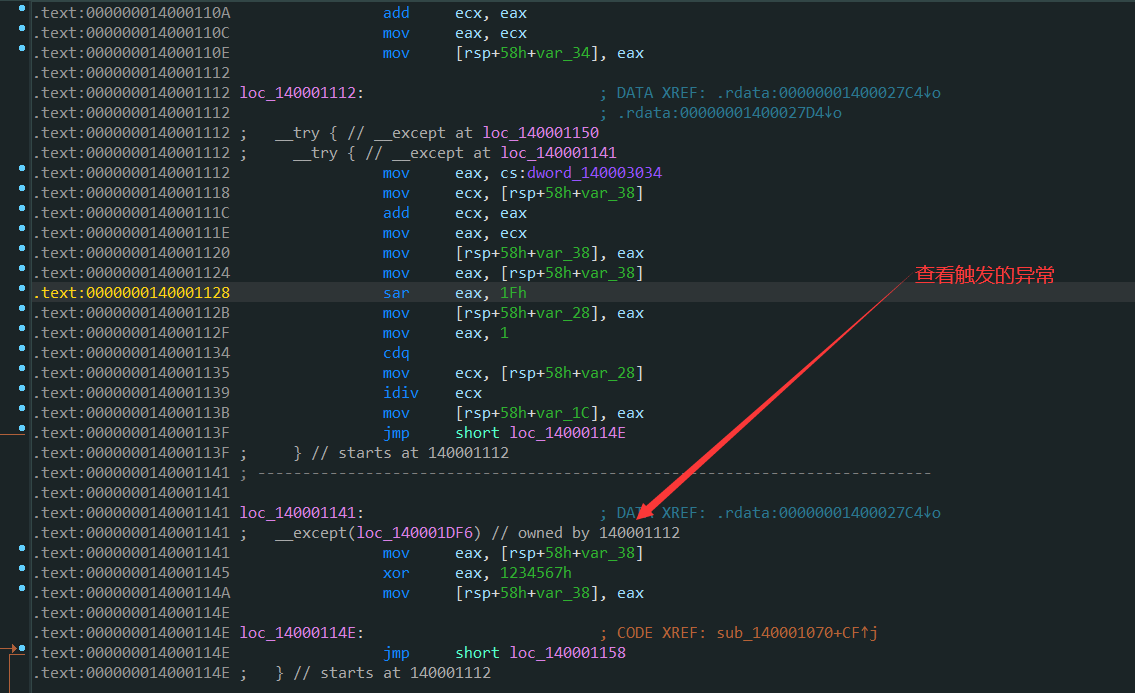 .text:000000014000110A add ecx, eax
.text:000000014000110C mov eax, ecx
.text:000000014000110E mov [rsp+58h+var_34], eax
.text:0000000140001112
.text:0000000140001112 loc_140001112: ; DATA XREF: .rdata:00000001400027C4↓o
.text:0000000140001112 ; .rdata:00000001400027D4↓o
.text:0000000140001112 ; __try { // __except at loc_140001150
.text:0000000140001112 ; __try { // __except at loc_140001141
.text:0000000140001112 mov eax, cs:dword_140003034
.text:0000000140001118 mov ecx, [rsp+58h+var_38]
.text:000000014000111C add ecx, eax
.text:000000014000111E mov eax, ecx
.text:0000000140001120 mov [rsp+58h+var_38], eax
.text:0000000140001124 mov eax, [rsp+58h+var_38]
查看触发的异常
.text:0000000140001128 sar eax, 1Fh
.text:000000014000112B mov [rsp+58h+var_28], eax
.text:000000014000112F mov eax, 1
.text:0000000140001134 cdq
.text:0000000140001135 mov ecx, [rsp+58h+var_28]
.text:0000000140001139 idiv ecx
.text:000000014000113B mov [rsp+58h+var_1C], eax
.text:000000014000113F jmp short loc_14000114E
.text:000000014000113F ; } // starts at 140001112
.text:0000000140001141 ; ---------------------------------------------------------------------------
.text:0000000140001141
.text:0000000140001141 loc_140001141: ; DATA XREF: .rdata:00000001400027C4↓o
.text:0000000140001141 ; __except(loc_140001DF6) // owned by 140001112
.text:0000000140001141 mov eax, [rsp+58h+var_38]
.text:0000000140001145 xor eax, 1234567h
.text:000000014000114A mov [rsp+58h+var_38], eax
.text:000000014000114E
.text:000000014000114E loc_14000114E: ; CODE XREF: sub_140001070+CF↑j
.text:000000014000114E jmp short loc_140001158
.text:000000014000114E ; } // starts at 140001112